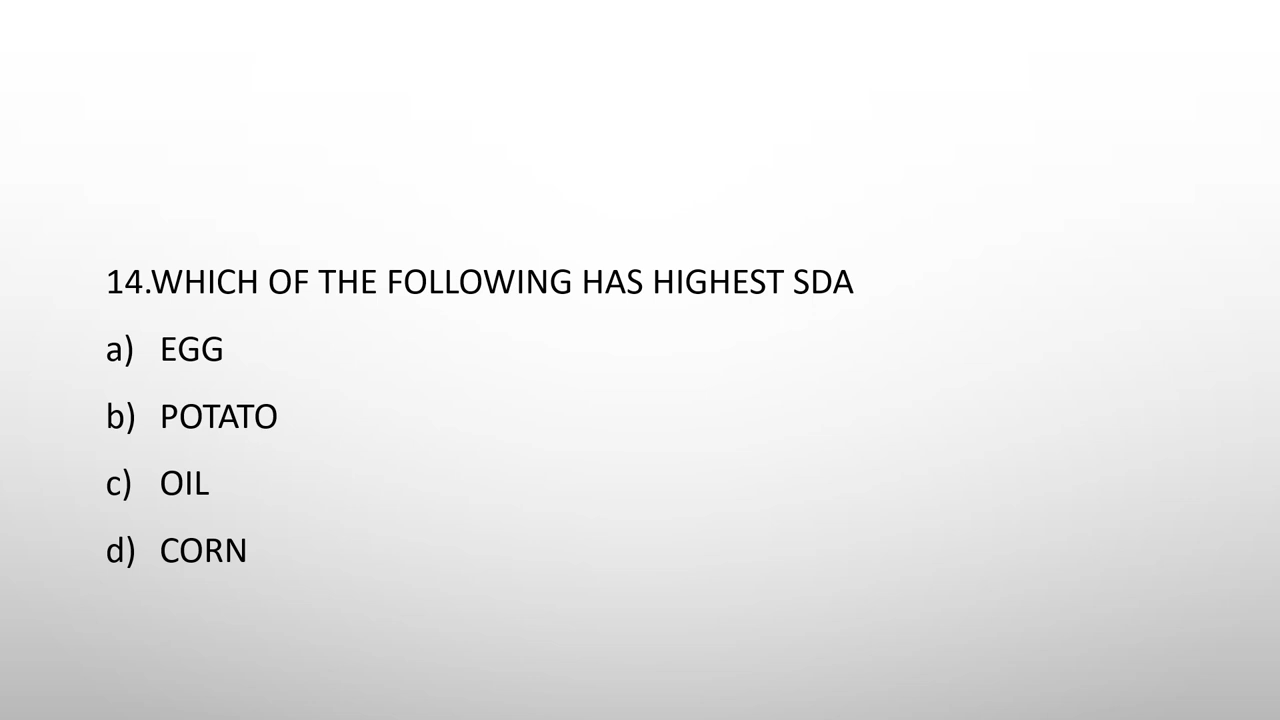 14.WHICH OF THE FOLLOWING HAS HIGHEST SDA
a) EGG
b) POTATO
c) OIL
d) CORN